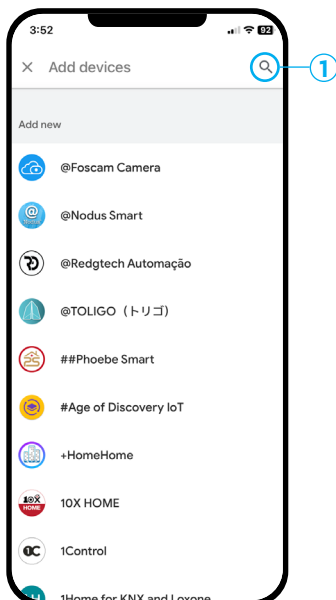 3:52
92
Add devices
1
Add new
@Foscam Camera
@
@Nodus Smart
@Redgtech Automação
@TOLIGO（トリゴ）
##Phoebe Smart
#Age of Discovery IoT
+HomeHome
10X
HOME
10X HOME
1C
1Control
1Home for KNX and Loxone